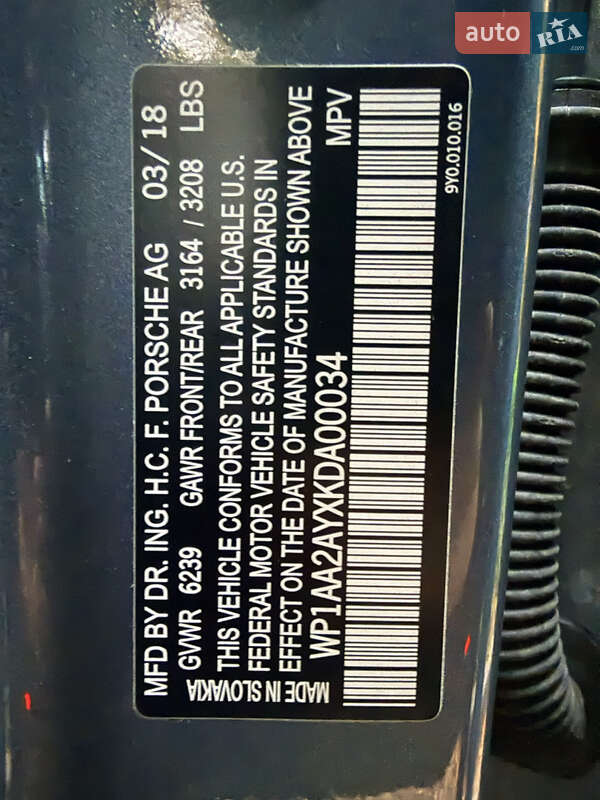 MFD BY DR. ING. H.C. F. PORSCHE AG 03/18
GVWR 6239 GAWR FRONT/REAR 3164 / 3208 LBS
THIS VEHICLE CONFORMS TO ALL APPLICABLE U.S.
FEDERAL MOTOR VEHICLE SAFETY STANDARDS IN
EFFECT ON THE DATE OF MANUFACTURE SHOWN ABOVE
WP1AA2AYXKDA00034 MPV
MADE IN SLOVAKIA
9Y0.010.016
auto RIA.com